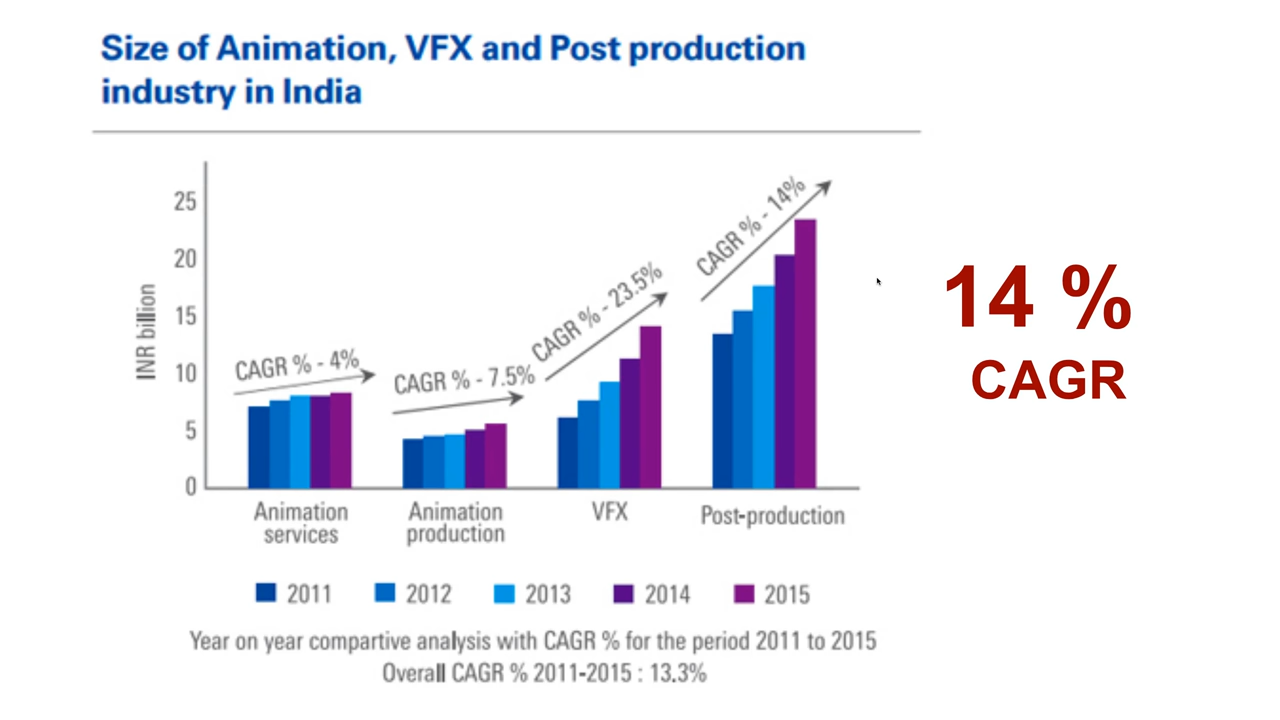 Size of Animation, VFX and Post production
industry in India
25
20
15
10
5
0
INR billion
CAGR % - 4%
CAGR % - 7.5%
CAGR % - 23.5%
CAGR % - 14%
Animation
services
Animation
production
VFX
Post-production
2011 2012 2013 2014 2015
Year on year compartive analysis with CAGR % for the period 2011 to 2015
Overall CAGR % 2011-2015 : 13.3%
14 %
CAGR